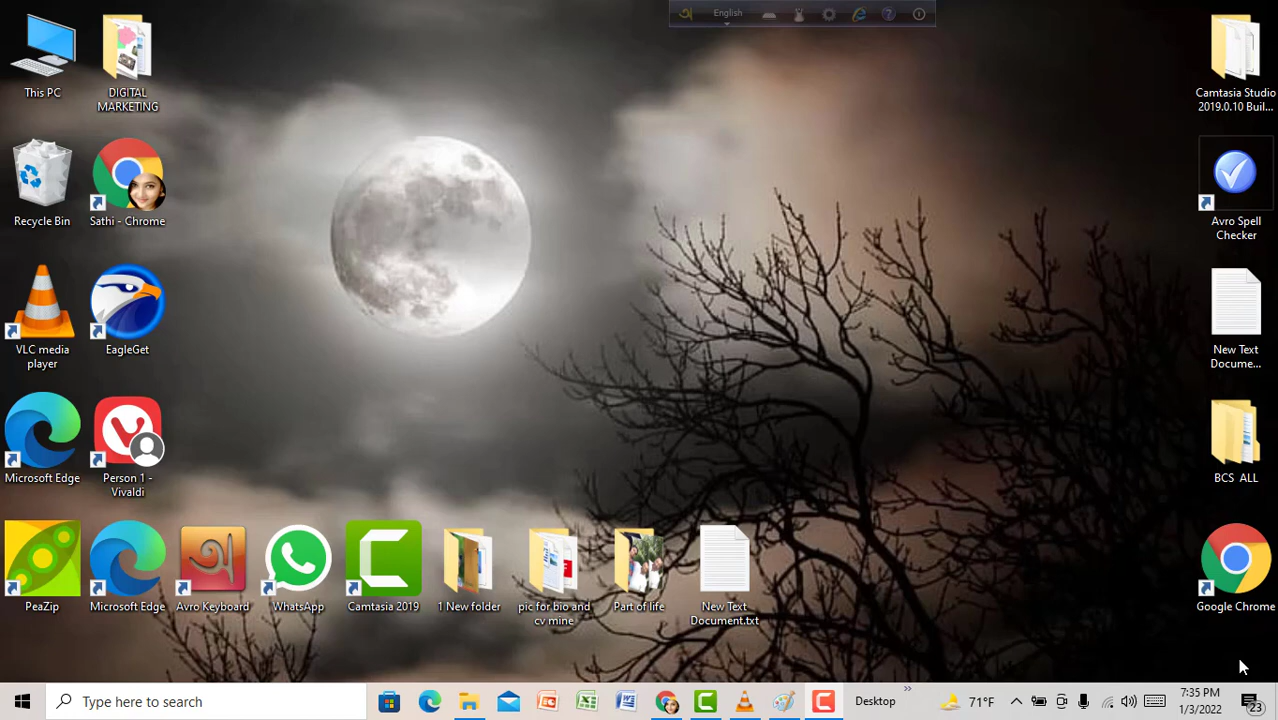 অ English
This PC
DIGITAL
MARKETING
Camtasia Studio
2019.0.10 Buil...
Recycle Bin
Sathi - Chrome
Avro Spell
Checker
VLC media
player
EagleGet
New Text
Docume...
Microsoft Edge
Person 1 -
Vivaldi
BCS ALL
PeaZip
Microsoft Edge
অ
Avro Keyboard
WhatsApp
Camtasia 2019
1 New folder
pic for bio and
cv mine
Part of life
New Text
Document.txt
Google Chrome
Type here to search
Desktop
71°F
7:35 PM
1/3/2022
23